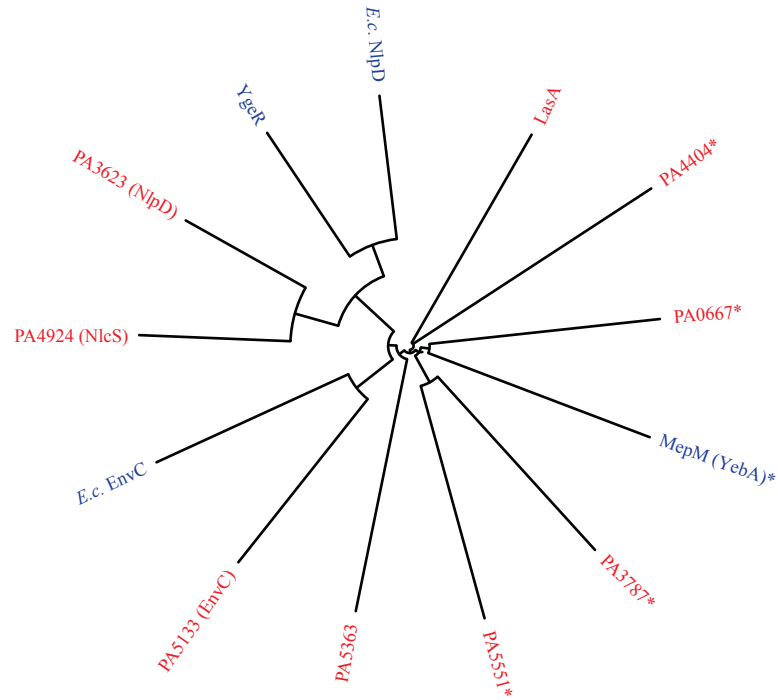 E.c. NlpD
YgeR
LasA
PA3623 (NlpD)
PA4404*
PA4924 (NlcS)
PA0667*
E.c. EnvC
MepM (YebA)*
PA5133 (EnvC)
PA3787*
PA5363
PA5551*